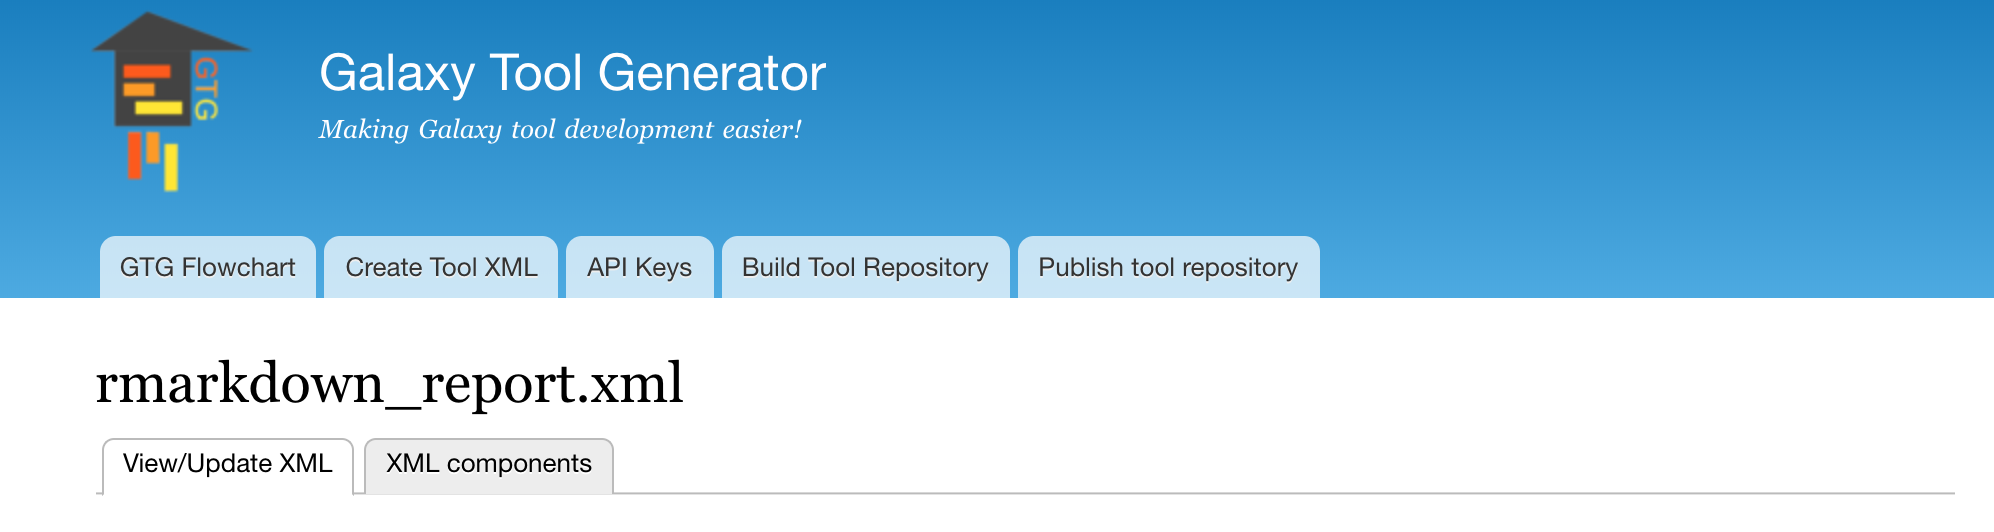 GTG
Galaxy Tool Generator
Making Galaxy tool development easier!
GTG Flowchart
Create Tool XML
API Keys
Build Tool Repository
Publish tool repository
rmarkdown_report.xml
View/Update XML
XML components